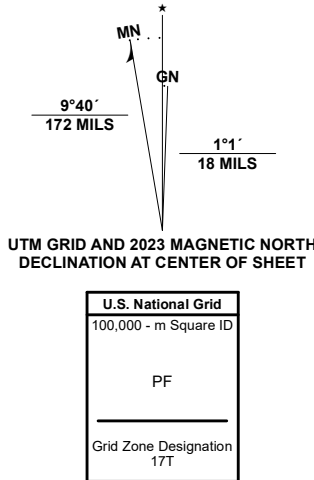 ★
MN
GN
9°40´
172 MILS
1°1´
18 MILS
UTM GRID AND 2023 MAGNETIC NORTH
DECLINATION AT CENTER OF SHEET
U.S. National Grid
100,000 - m Square ID
PF
Grid Zone Designation
17T